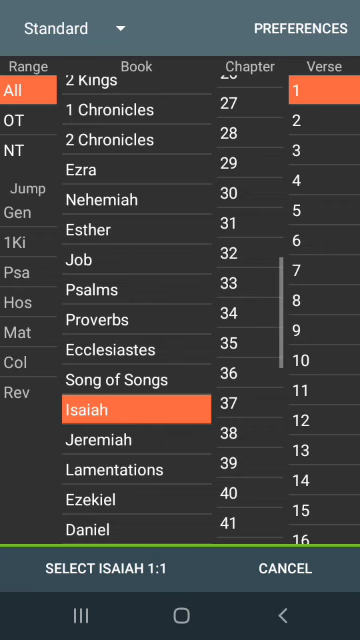 Standard
PREFERENCES
Range
Book
Chapter
Verse
All
OT
NT
Jump
Gen
1Ki
Psa
Hos
Mat
Col
Rev
2 Kings
1 Chronicles
2 Chronicles
Ezra
Nehemiah
Esther
Job
Psalms
Proverbs
Ecclesiastes
Song of Songs
Isaiah
Jeremiah
Lamentations
Ezekiel
Daniel
26
27
28
29
30
31
32
33
34
35
36
37
38
39
40
41
1
2
3
4
5
6
7
8
9
10
11
12
13
14
15
16
SELECT ISAIAH 1:1
CANCEL